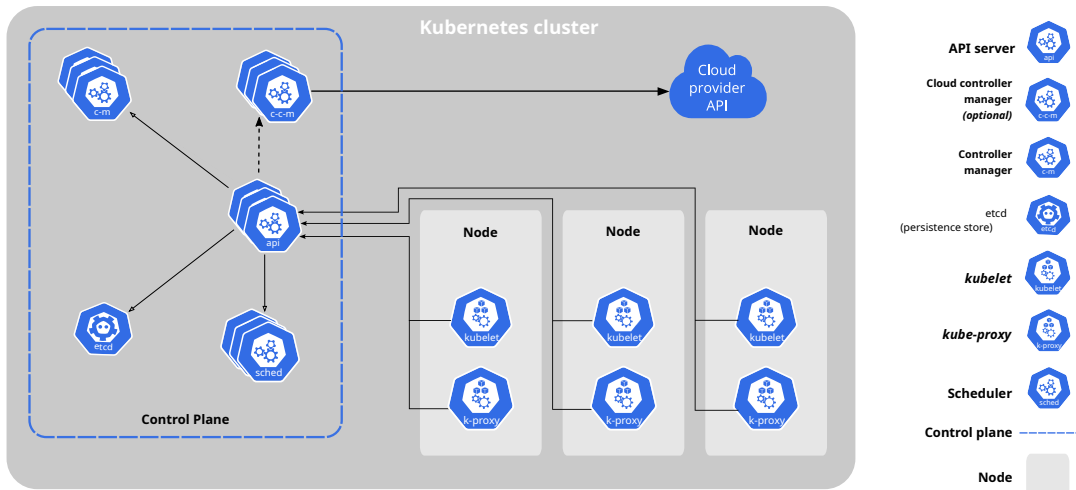 Kubernetes cluster
c-m
c-c-m
Cloud
provider
API
api
etcd
sched
Control Plane
Node
kubelet
k-proxy
Node
kubelet
k-proxy
Node
kubelet
k-proxy
API server
api
Cloud controller
manager
(optional)
c-c-m
Controller
manager
c-m
etcd
(persistence store)
etcd
kubelet
kubelet
kube-proxy
k-proxy
Scheduler
sched
Control plane
Node